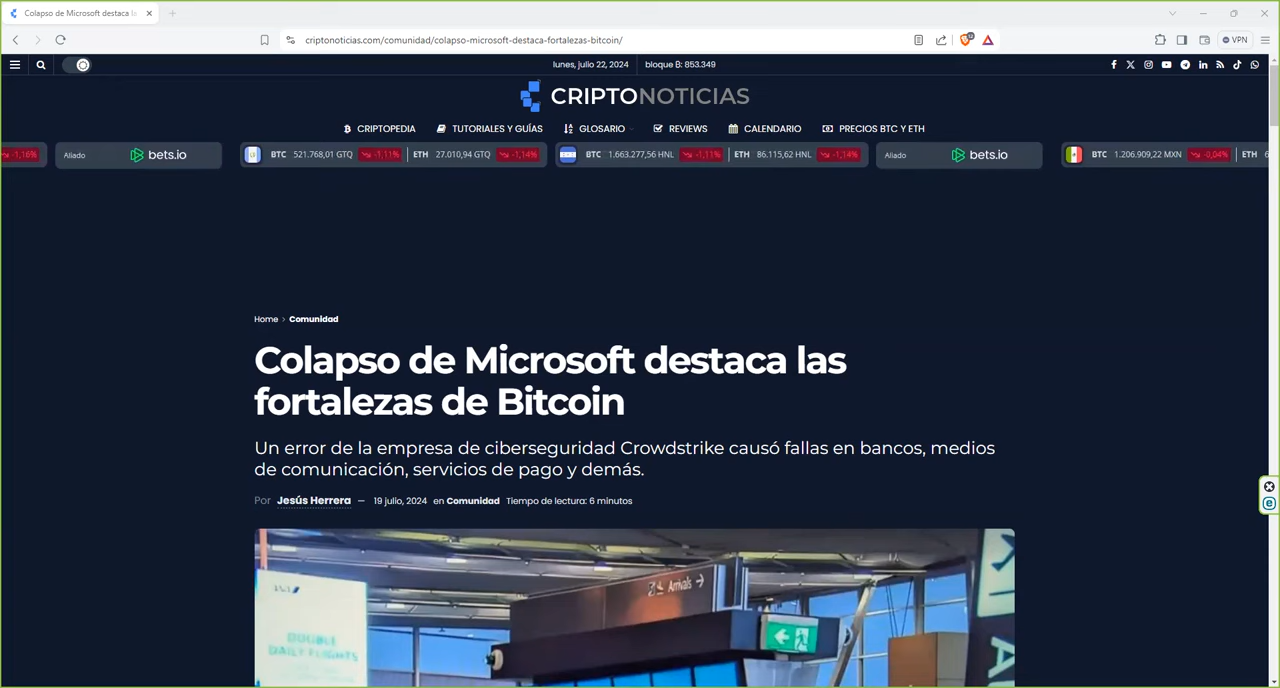 Colapso de Microsoft destaca la
criptonoticias.com/comunidad/colapso-microsoft-destaca-fortalezas-bitcoin/
VPN
lunes, julio 22, 2024
bloque ₿: 853.349
CRIPTONOTICIAS
CRIPTOPEDIA
TUTORIALES Y GUÍAS
GLOSARIO
REVIEWS
CALENDARIO
PRECIOS BTC Y ETH
-1,16%
Aliado bets.io
BTC 521.768,01 GTQ -1,11% ETH 27.010,94 GTQ -1,14%
BTC 1.663.277,56 HNL -1,11% ETH 86.115,62 HNL -1,14%
Aliado bets.io
BTC 1.206.909,22 MXN -0,04% ETH 6
Home > Comunidad
Colapso de Microsoft destaca las
fortalezas de Bitcoin
Un error de la empresa de ciberseguridad Crowdstrike causó fallas en bancos, medios
de comunicación, servicios de pago y demás.
Por Jesús Herrera — 19 julio, 2024 en Comunidad Tiempo de lectura: 6 minutos
Arrivals
DOUBLE
DAILY FLIGHTS